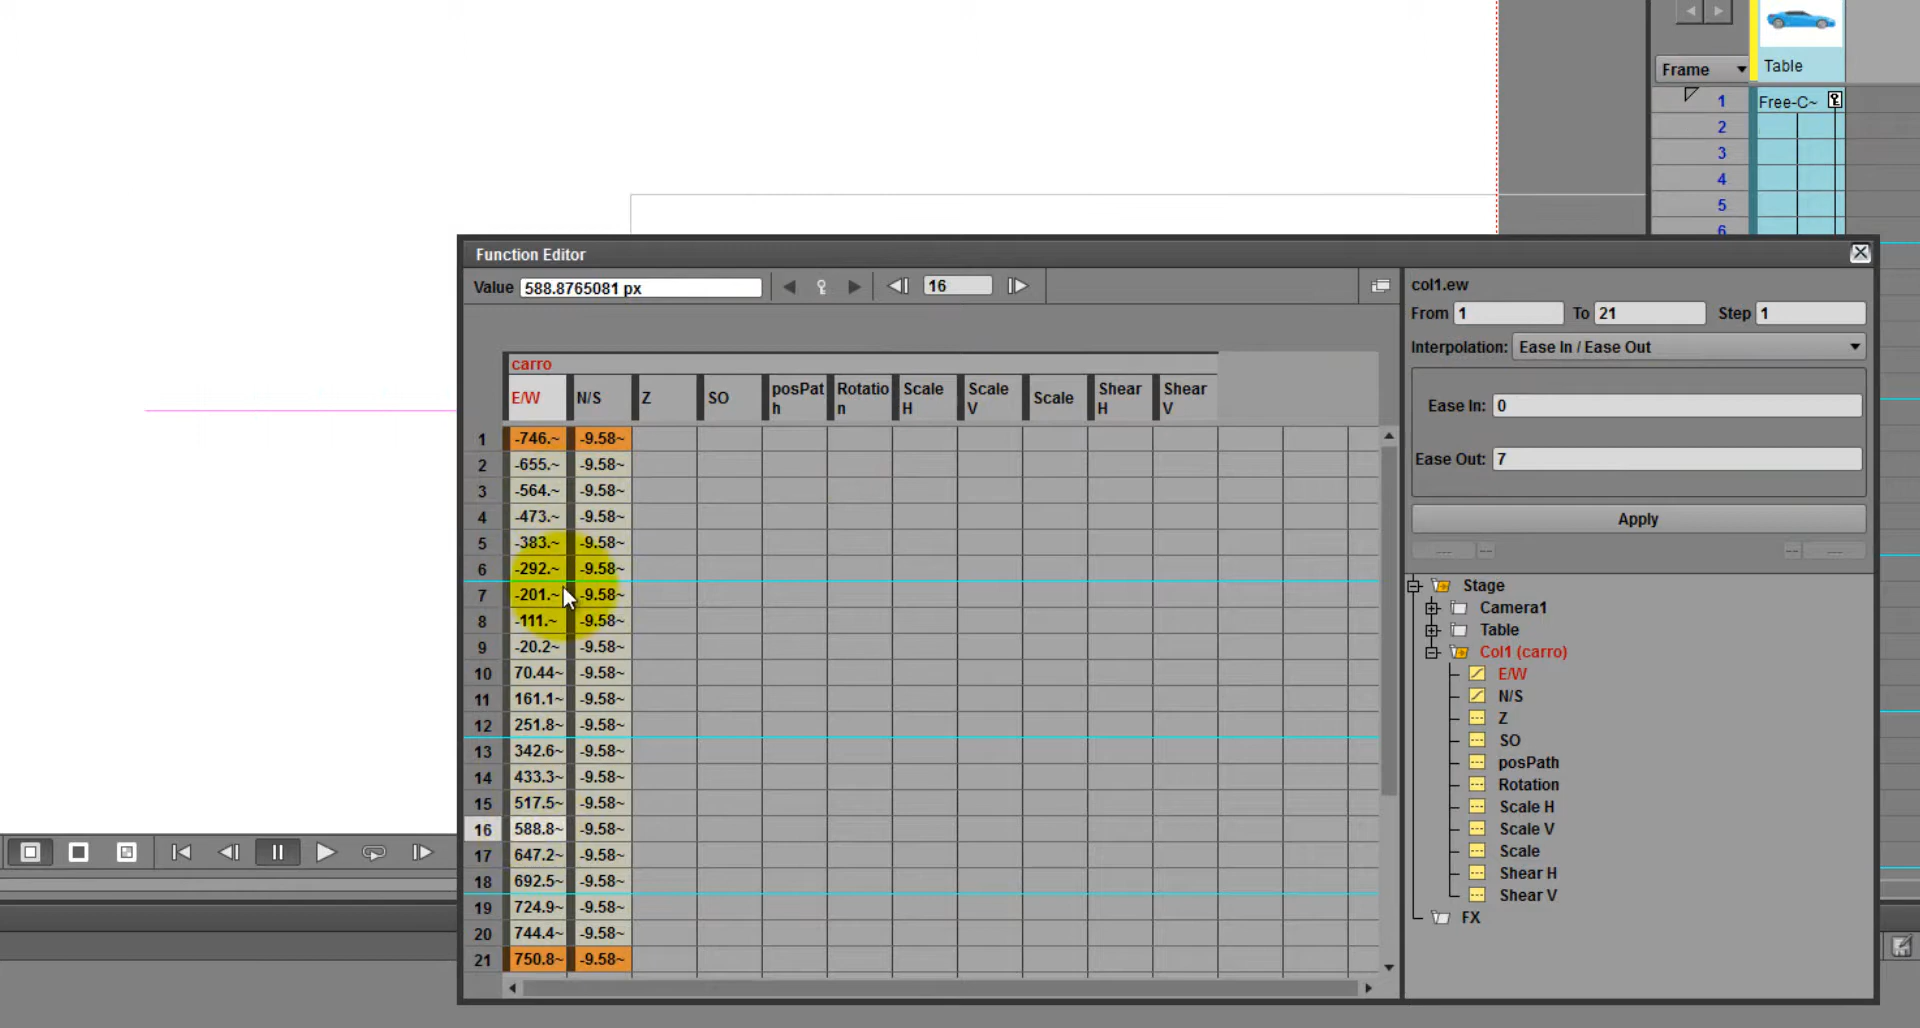 Frame
Table
1 Free-C~
2
3
4
5
6
Function Editor
Value 588.8765081 px
16
col1.ew
From 1 To 21 Step 1
Interpolation: Ease In / Ease Out
Ease In: 0
Ease Out: 7
Apply
carro
E/W N/S Z SO posPath Rotation Scale H Scale V Scale Shear H Shear V
1 -746.~ -9.58~
2 -655.~ -9.58~
3 -564.~ -9.58~
4 -473.~ -9.58~
5 -383.~ -9.58~
6 -292.~ -9.58~
7 -201.~ -9.58~
8 -111.~ -9.58~
9 -20.2~ -9.58~
10 70.44~ -9.58~
11 161.1~ -9.58~
12 251.8~ -9.58~
13 342.6~ -9.58~
14 433.3~ -9.58~
15 517.5~ -9.58~
16 588.8~ -9.58~
17 647.2~ -9.58~
18 692.5~ -9.58~
19 724.9~ -9.58~
20 744.4~ -9.58~
21 750.8~ -9.58~
Stage
Camera1
Table
Col1 (carro)
E/W
N/S
Z
SO
posPath
Rotation
Scale H
Scale V
Scale
Shear H
Shear V
FX